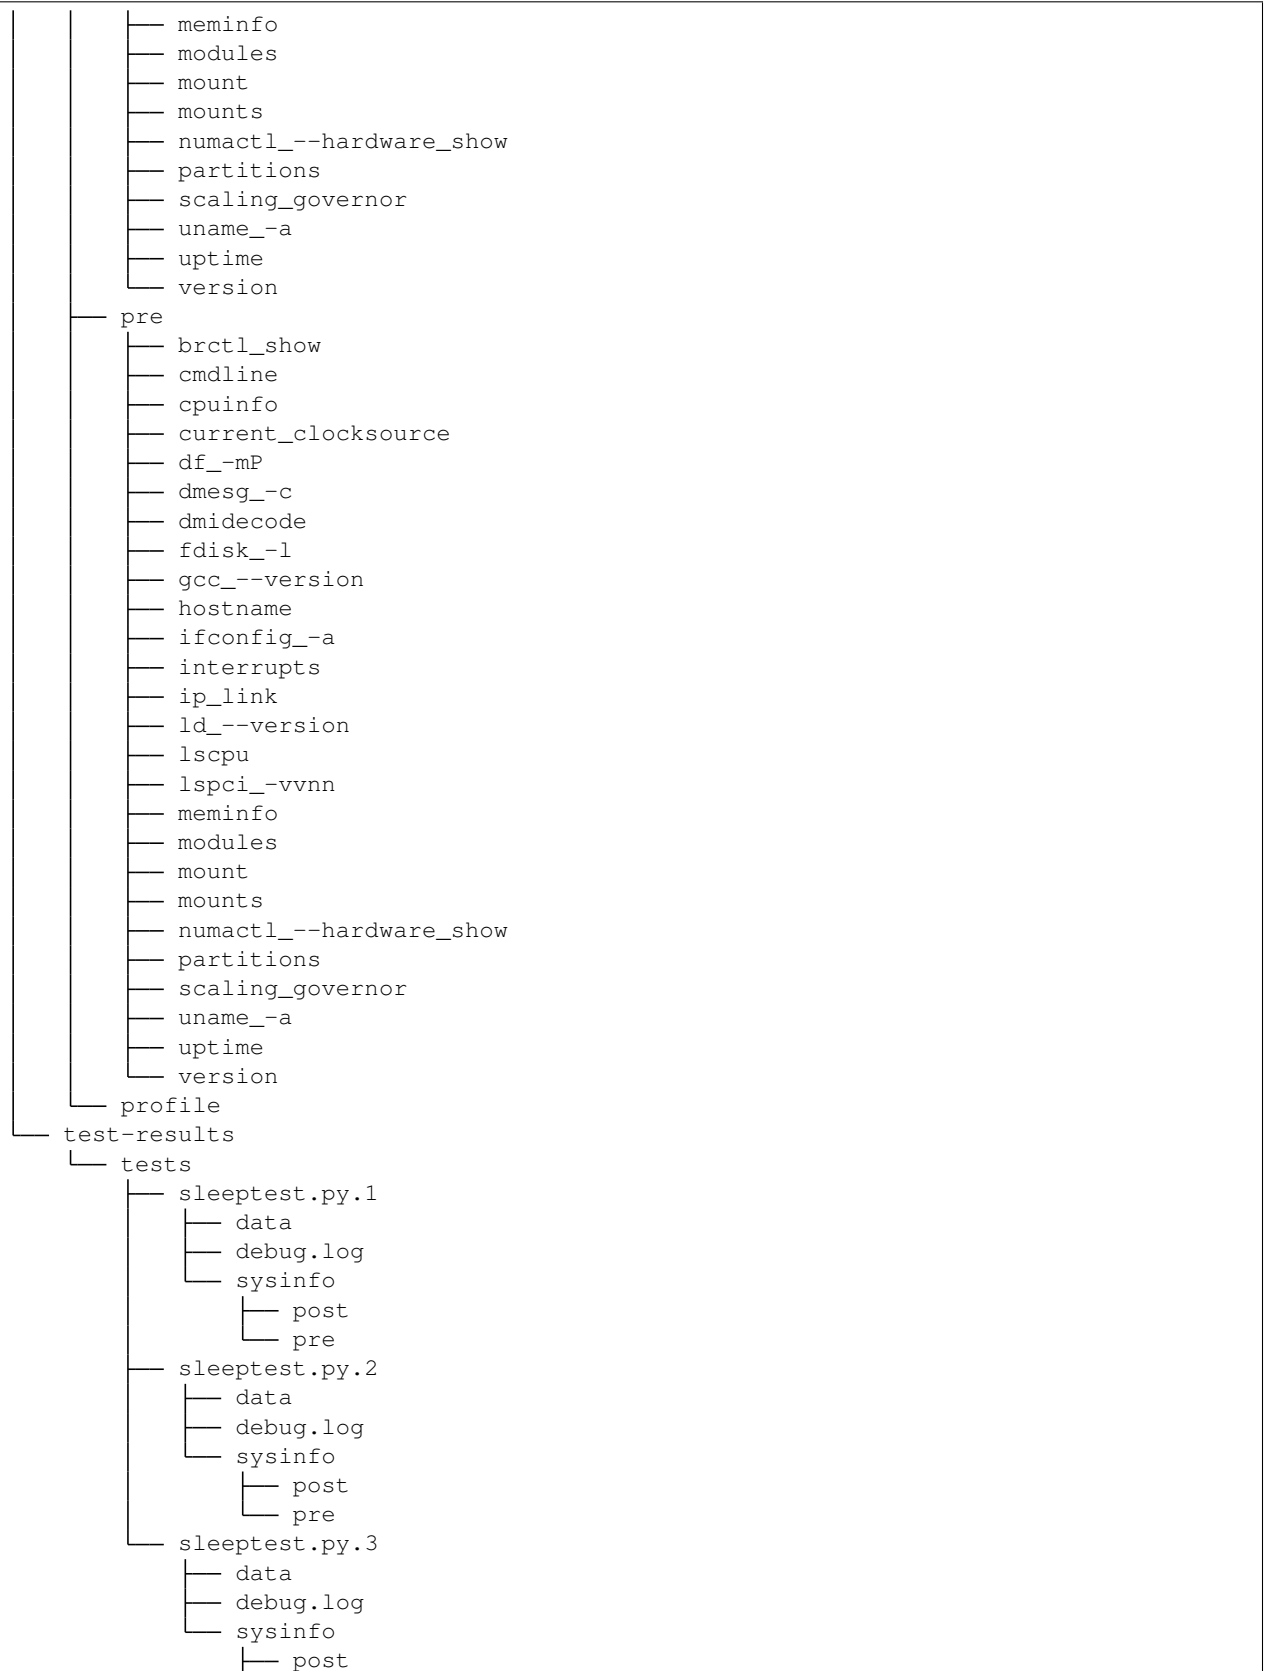 │   │   ├── meminfo
│   │   ├── modules
│   │   ├── mount
│   │   ├── mounts
│   │   ├── numactl_--hardware_show
│   │   ├── partitions
│   │   ├── scaling_governor
│   │   ├── uname_-a
│   │   ├── uptime
│   │   └── version
│   ├── pre
│   │   ├── brctl_show
│   │   ├── cmdline
│   │   ├── cpuinfo
│   │   ├── current_clocksource
│   │   ├── df_-mP
│   │   ├── dmesg_-c
│   │   ├── dmidecode
│   │   ├── fdisk_-l
│   │   ├── gcc_--version
│   │   ├── hostname
│   │   ├── ifconfig_-a
│   │   ├── interrupts
│   │   ├── ip_link
│   │   ├── ld_--version
│   │   ├── lscpu
│   │   ├── lspci_-vvnn
│   │   ├── meminfo
│   │   ├── modules
│   │   ├── mount
│   │   ├── mounts
│   │   ├── numactl_--hardware_show
│   │   ├── partitions
│   │   ├── scaling_governor
│   │   ├── uname_-a
│   │   ├── uptime
│   │   └── version
│   └── profile
└── test-results
    └── tests
        ├── sleeptest.py.1
        │   ├── data
        │   ├── debug.log
        │   └── sysinfo
        │       ├── post
        │       └── pre
        ├── sleeptest.py.2
        │   ├── data
        │   ├── debug.log
        │   └── sysinfo
        │       ├── post
        │       └── pre
        └── sleeptest.py.3
            ├── data
            ├── debug.log
            └── sysinfo
                ├── post